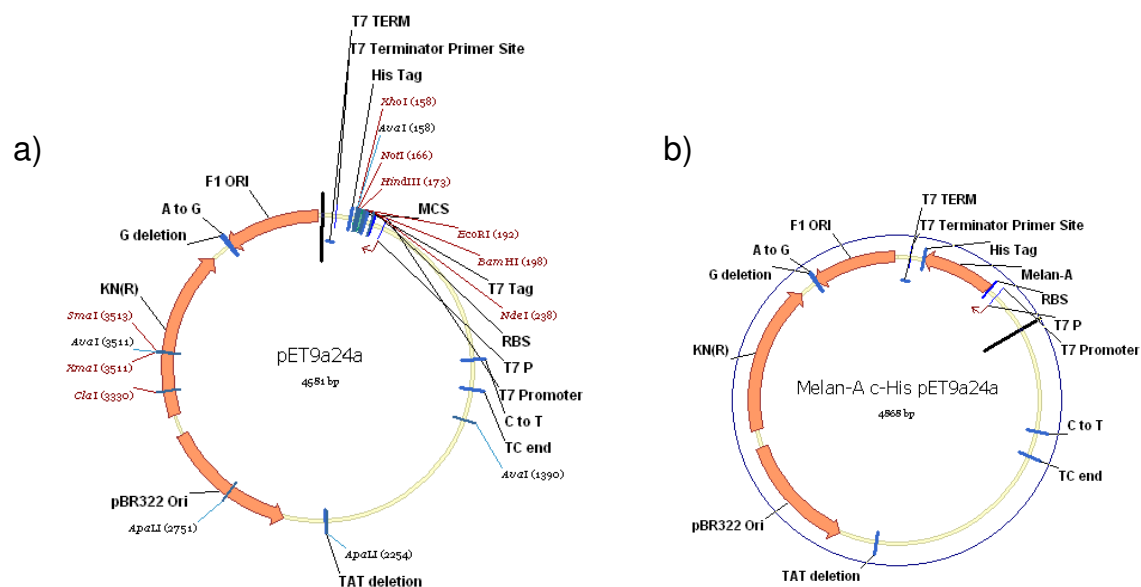 a)
T7 TERM
T7 Terminator Primer Site
His Tag
XhoI (158)
AvaI (158)
NotI (166)
HindIII (173)
MCS
EcoRI (192)
BamHI (198)
T7 Tag
NdeI (238)
RBS
T7 P
T7 Promoter
C to T
TC end
AvaI (1390)
ApaLI (2254)
TAT deletion
ApaLI (2751)
pBR322 Ori
ClaI (3330)
XmaI (3511)
AvaI (3511)
SmaI (3513)
KN(R)
G deletion
A to G
F1 ORI
pET9a24a
4681 bp
b)
T7 TERM
T7 Terminator Primer Site
His Tag
Melan-A
RBS
T7 P
T7 Promoter
C to T
TC end
TAT deletion
pBR322 Ori
KN(R)
G deletion
A to G
F1 ORI
Melan-A c-His pET9a24a
4868 bp